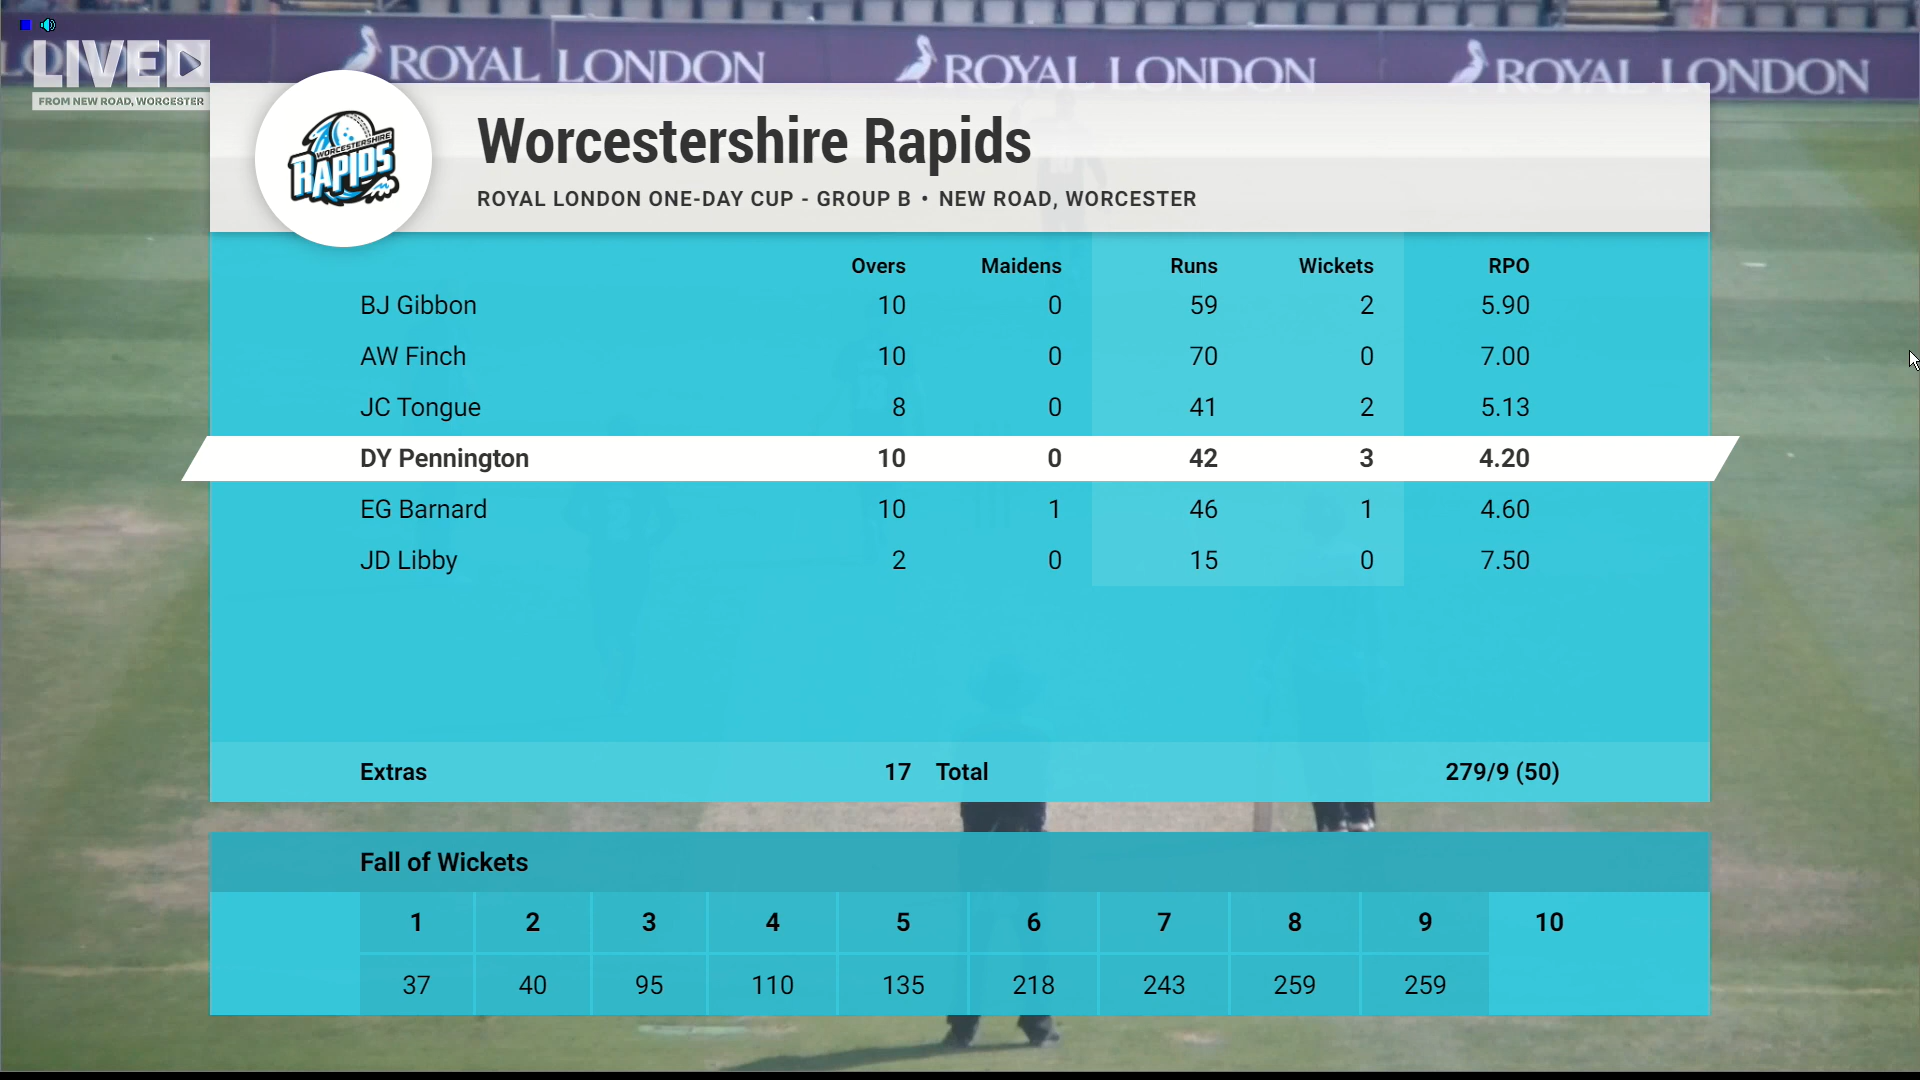 LONDON
ROYAL LONDON
ROYAL LONDON
ROYAL LONDON
LIVE
FROM NEW ROAD, WORCESTER
WORCESTERSHIRE
RAPIDS
Worcestershire Rapids
ROYAL LONDON ONE-DAY CUP - GROUP B • NEW ROAD, WORCESTER
Overs Maidens Runs Wickets RPO
BJ Gibbon 10 0 59 2 5.90
AW Finch 10 0 70 0 7.00
JC Tongue 8 0 41 2 5.13
DY Pennington 10 0 42 3 4.20
EG Barnard 10 1 46 1 4.60
JD Libby 2 0 15 0 7.50
Extras 17 Total 279/9 (50)
Fall of Wickets
1 2 3 4 5 6 7 8 9 10
37 40 95 110 135 218 243 259 259